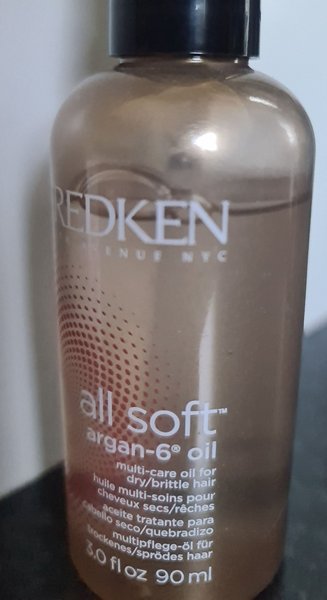 REDKEN
AVENUE NYC
all soft™
argan-6® oil
multi-care oil for
dry/brittle hair
huile multi-soins pour
cheveux secs/rêches
aceite tratante para
cabello seco/quebradizo
multipflege-öl für
trockenes/sprödes haar
3.0 fl oz 90 ml